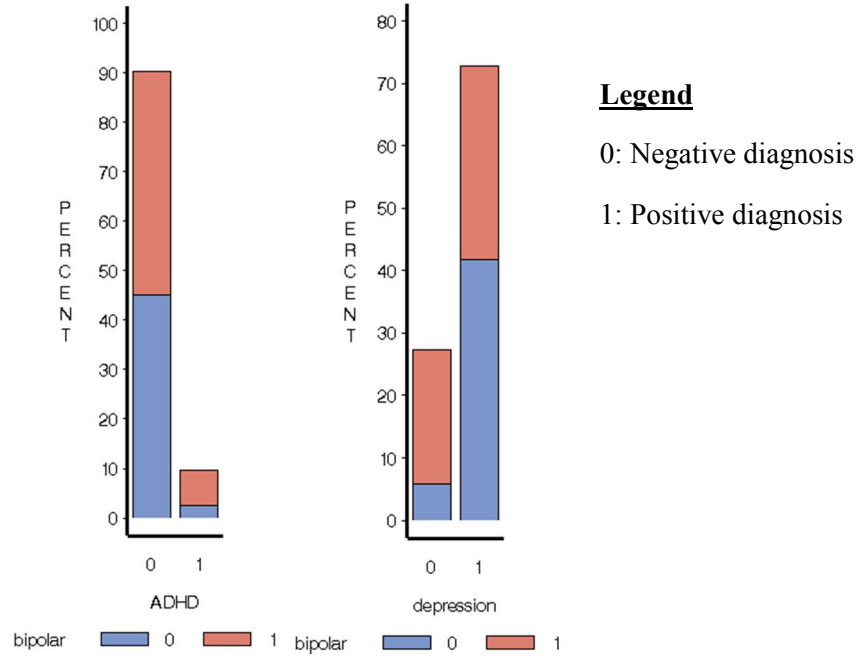 100
90
80
70
60
50
40
30
20
10
0
P
E
R
C
E
N
T
0 1
ADHD
bipolar 0 1
80
70
60
50
40
30
20
10
0
P
E
R
C
E
N
T
0 1
depression
bipolar 0 1
Legend
0: Negative diagnosis
1: Positive diagnosis